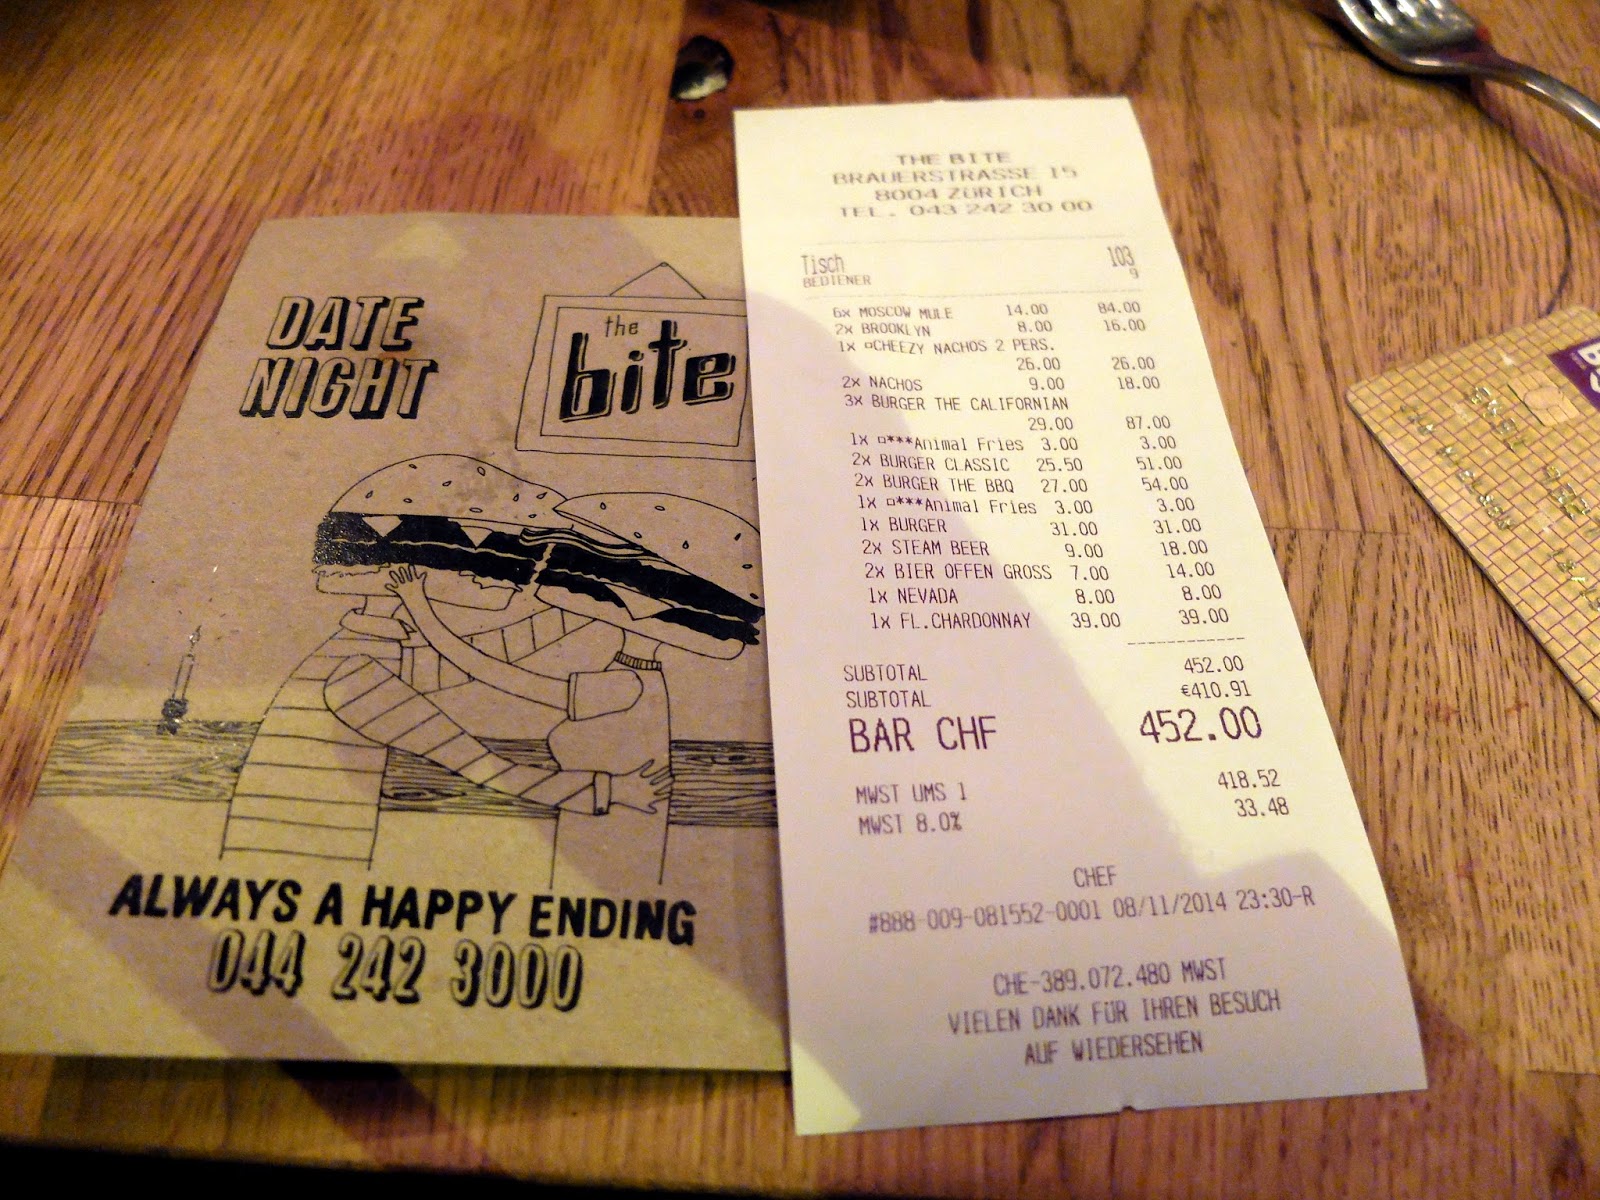 DATE
NIGHT
the
bite
ALWAYS A HAPPY ENDING
044 242 3000
THE BITE
BRAUERSTRASSE 15
8004 ZÜRICH
TEL. 043 242 30 00
Tisch 103
BEDIENER 9
6x MOSCOW MULE 14.00 84.00
2x BROOKLYN 8.00 16.00
1x ¤CHEEZY NACHOS 2 PERS.
26.00 26.00
2x NACHOS 9.00 18.00
3x BURGER THE CALIFORNIAN
29.00 87.00
1x ¤***Animal Fries 3.00 3.00
2x BURGER CLASSIC 25.50 51.00
2x BURGER THE BBQ 27.00 54.00
1x ¤***Animal Fries 3.00 3.00
1x BURGER 31.00 31.00
2x STEAM BEER 9.00 18.00
2x BIER OFFEN GROSS 7.00 14.00
1x NEVADA 8.00 8.00
1x FL.CHARDONNAY 39.00 39.00
SUBTOTAL 452.00
SUBTOTAL €410.91
BAR CHF 452.00
MWST UMS 1 418.52
MWST 8.0% 33.48
CHEF
#888-009-081552-0001 08/11/2014 23:30-R
CHE-389.072.480 MWST
VIELEN DANK FÜR IHREN BESUCH
AUF WIEDERSEHEN